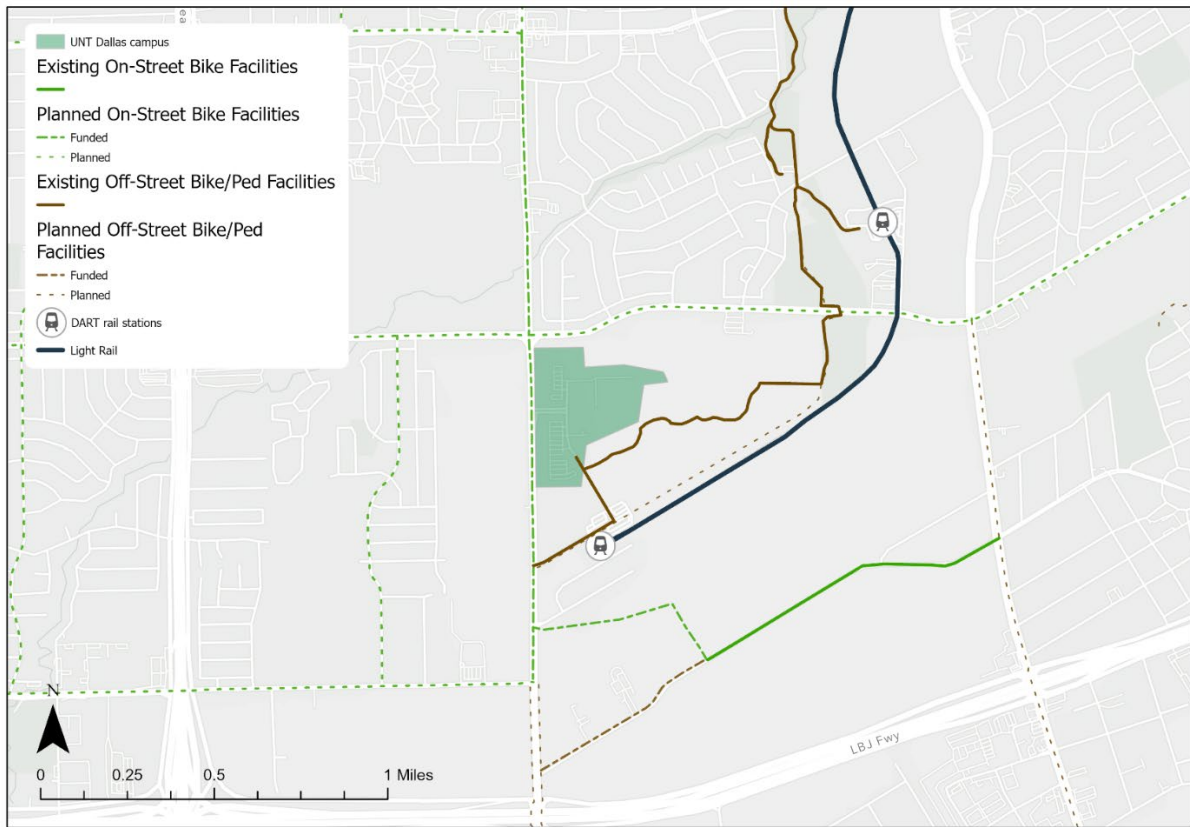 UNT Dallas campus
Existing On-Street Bike Facilities
Planned On-Street Bike Facilities
Funded
Planned
Existing Off-Street Bike/Ped Facilities
Planned Off-Street Bike/Ped
Facilities
Funded
Planned
DART rail stations
Light Rail
N
0 0.25 0.5 1 Miles
LBJ Fwy